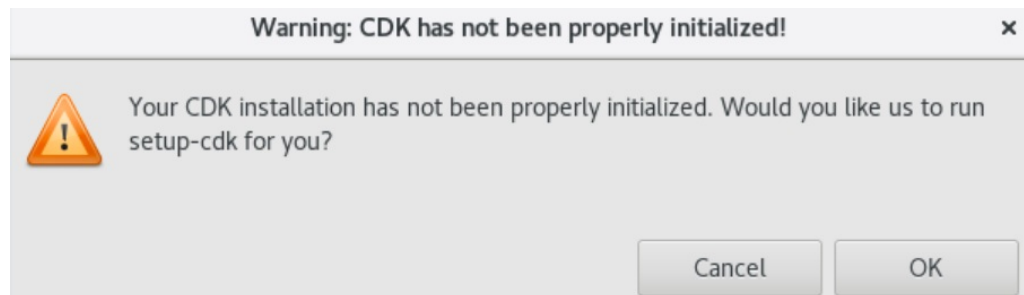 Warning: CDK has not been properly initialized!
Your CDK installation has not been properly initialized. Would you like us to run
setup-cdk for you?
Cancel OK